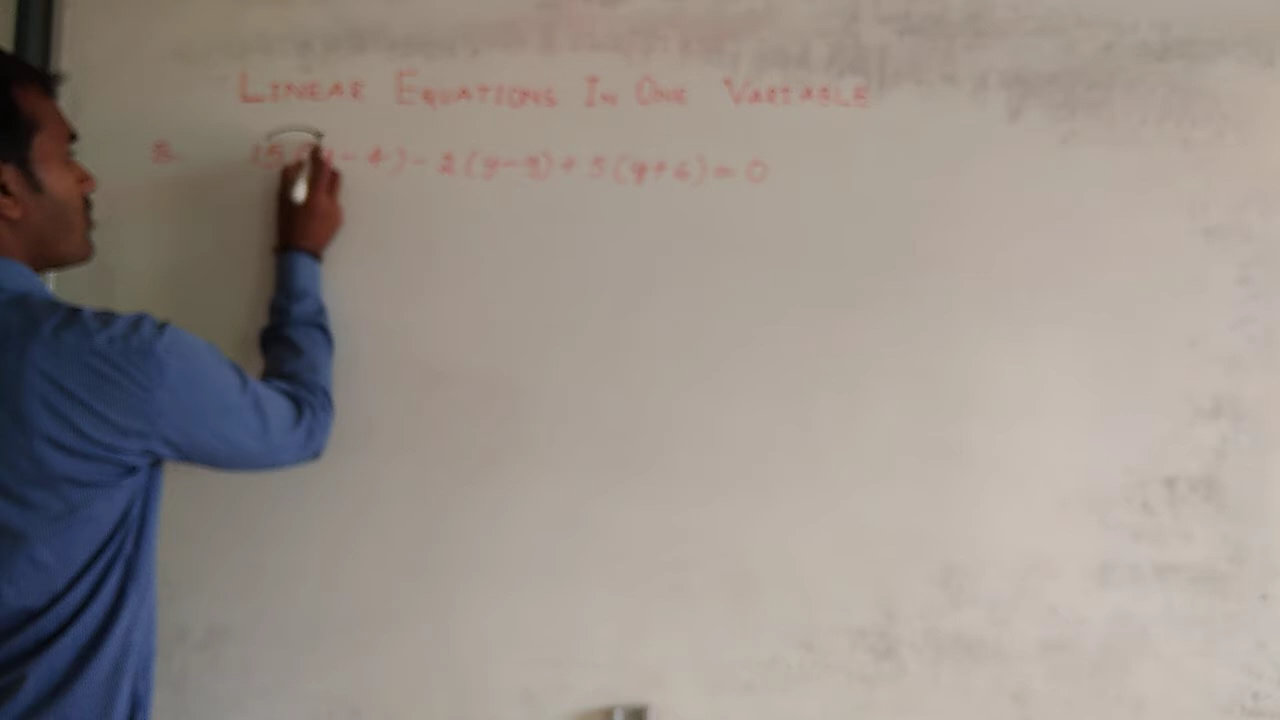 LINEAR EQUATIONS IN ONE VARIABLE
8. 15(y-4)-2(y-9)+5(y+6)=0